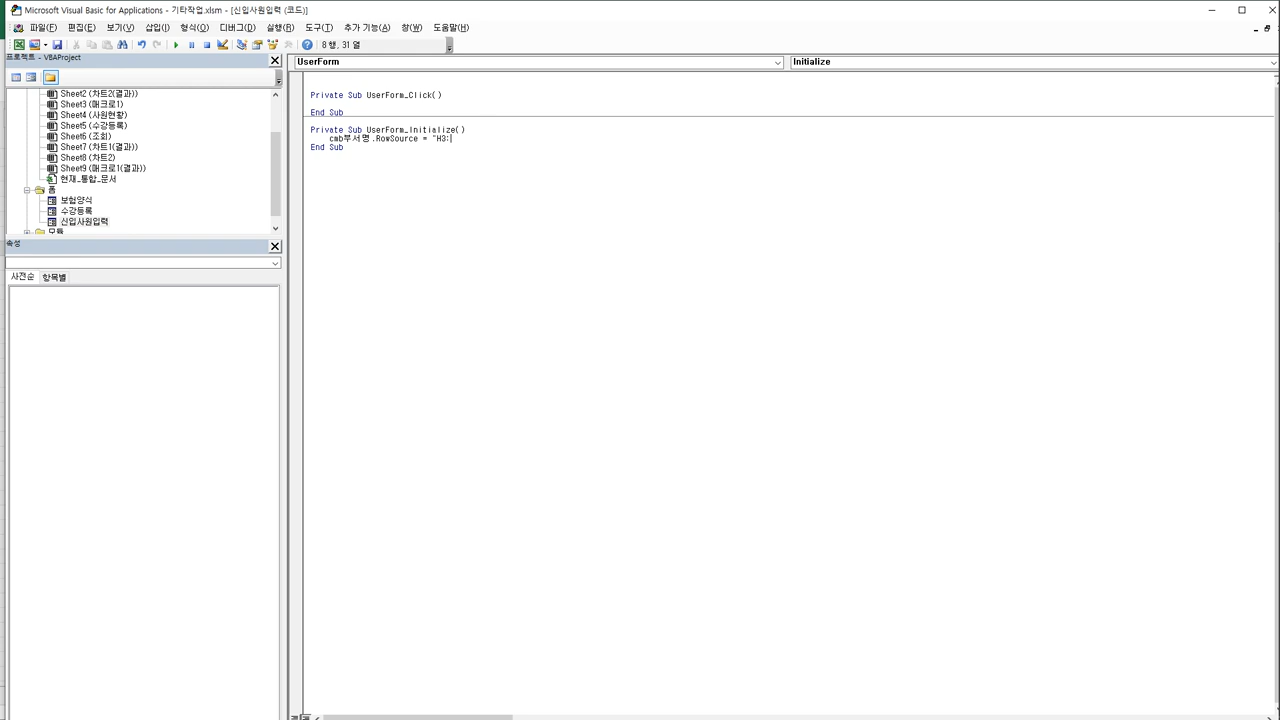 Microsoft Visual Basic for Applications - 기타작업.xlsm - [신입사원입력 (코드)]
파일(F) 편집(E) 보기(V) 삽입(I) 형식(O) 디버그(D) 실행(R) 도구(T) 추가 기능(A) 창(W) 도움말(H)
8 행, 31 열
프로젝트 - VBAProject
UserForm
Initialize
Sheet2 (차트2(결과))
Sheet3 (매크로1)
Sheet4 (사원현황)
Sheet5 (수강등록)
Sheet6 (조회)
Sheet7 (차트1(결과))
Sheet8 (차트2)
Sheet9 (매크로1(결과))
현재_통합_문서
폼
보험양식
수강등록
신입사원입력
모듈
속성
사전순 항목별
Private Sub UserForm_Click()
End Sub
Private Sub UserForm_Initialize()
cmb부서명.RowSource = "H3:
End Sub